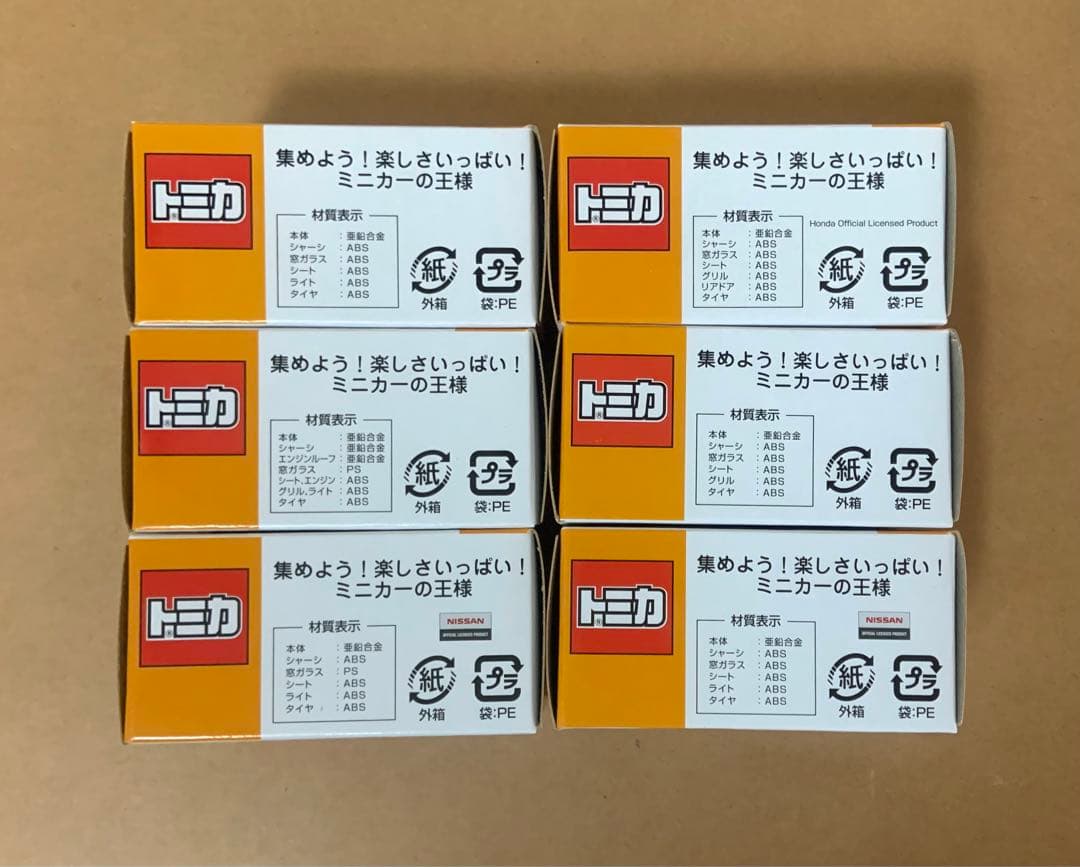 トミカ®
集めよう！楽しさいっぱい！
ミニカーの王様
材質表示
本体　：亜鉛合金
シャーシ　：ABS
窓ガラス　：ABS
シート　：ABS
ライト　：ABS
タイヤ　：ABS
紙
外箱
プラ
袋:PE
トミカ®
集めよう！楽しさいっぱい！
ミニカーの王様
材質表示
本体　：亜鉛合金
シャーシ　：ABS
窓ガラス　：ABS
シート　：ABS
グリル　：ABS
リアドア　：ABS
タイヤ　：ABS
Honda Official Licensed Product
紙
外箱
プラ
袋:PE
トミカ®
集めよう！楽しさいっぱい！
ミニカーの王様
材質表示
本体　：亜鉛合金
シャーシ　：亜鉛合金
エンジンルーフ：亜鉛合金
窓ガラス　：PS
シート、エンジン：ABS
グリル、ライト：ABS
タイヤ　：ABS
紙
外箱
プラ
袋:PE
トミカ®
集めよう！楽しさいっぱい！
ミニカーの王様
材質表示
本体　：亜鉛合金
シャーシ　：ABS
窓ガラス　：ABS
シート　：ABS
グリル　：ABS
タイヤ　：ABS
紙
外箱
プラ
袋:PE
トミカ®
集めよう！楽しさいっぱい！
ミニカーの王様
材質表示
本体　：亜鉛合金
シャーシ　：ABS
窓ガラス　：PS
シート　：ABS
ライト　：ABS
タイヤ　：ABS
NISSAN
OFFICIAL LICENSED PRODUCT
紙
外箱
プラ
袋:PE
トミカ®
集めよう！楽しさいっぱい！
ミニカーの王様
材質表示
本体　：亜鉛合金
シャーシ　：ABS
窓ガラス　：ABS
シート　：ABS
ライト　：ABS
タイヤ　：ABS
NISSAN
OFFICIAL LICENSED PRODUCT
紙
外箱
プラ
袋:PE